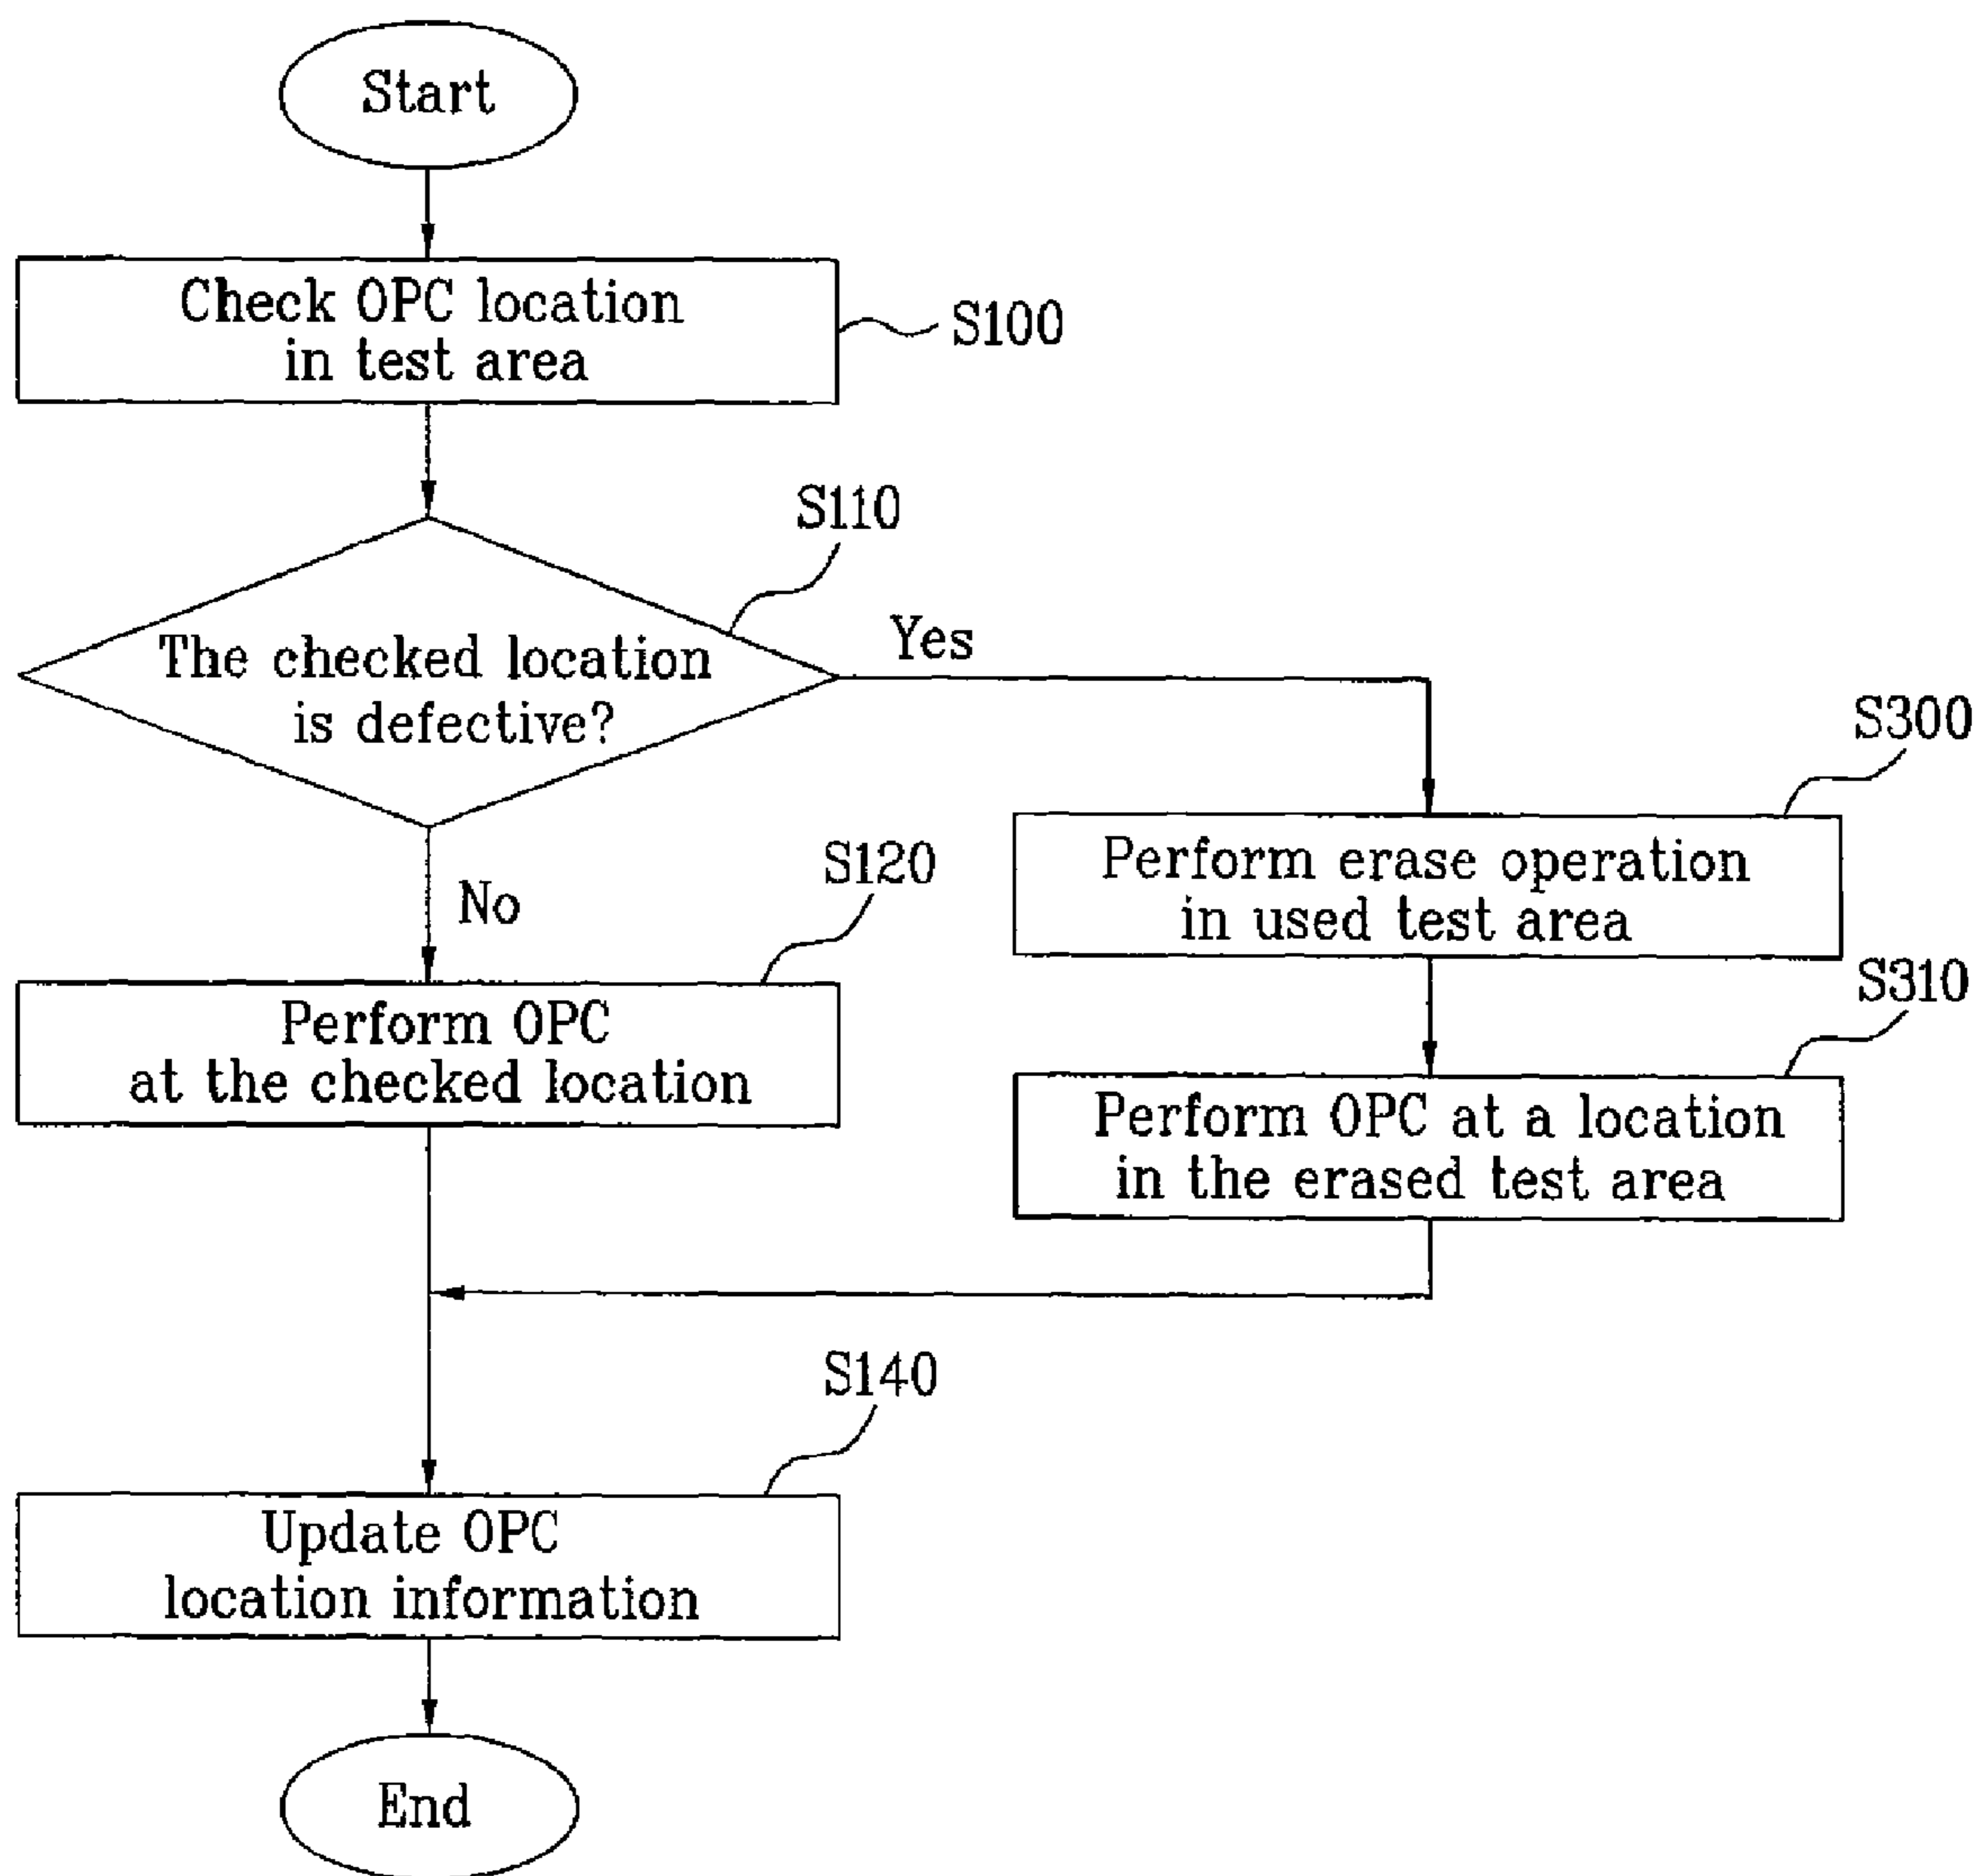 Start
Check OPC location
in test area
S100
S110
The checked location
is defective?
Yes
No
S300
Perform erase operation
in used test area
S120
Perform OPC
at the checked location
S310
Perform OPC at a location
in the erased test area
S140
Update OPC
location information
End